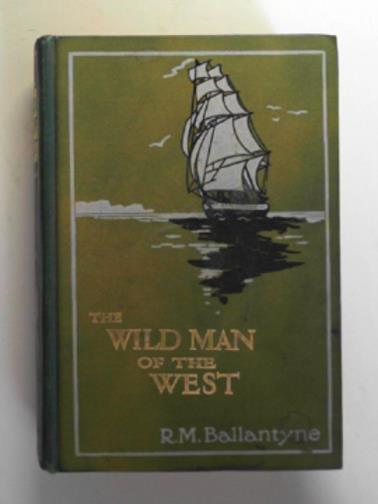 THE
WILD MAN
OF THE
WEST
R.M. Ballantyne